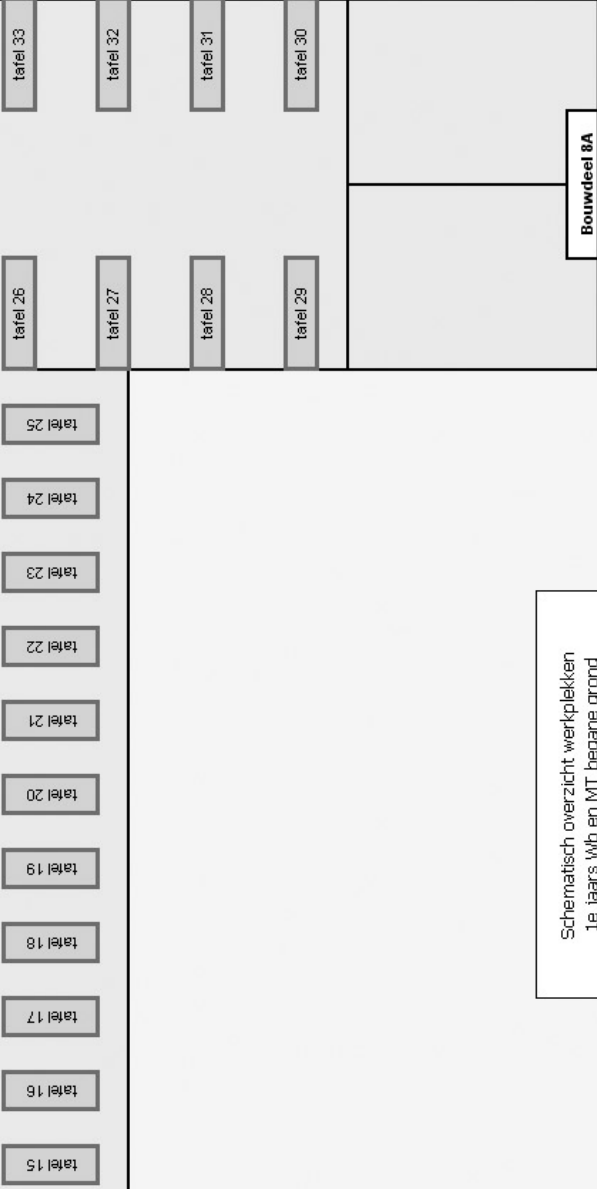 tafel 33
tafel 32
tafel 31
tafel 30
Bouwdeel 8A
tafel 26
tafel 27
tafel 28
tafel 29
tafel 25
tafel 24
tafel 23
tafel 22
tafel 21
tafel 20
tafel 19
tafel 18
tafel 17
tafel 16
tafel 15
Schematisch overzicht werkplekken
1e jaars Wb en MT begane grond